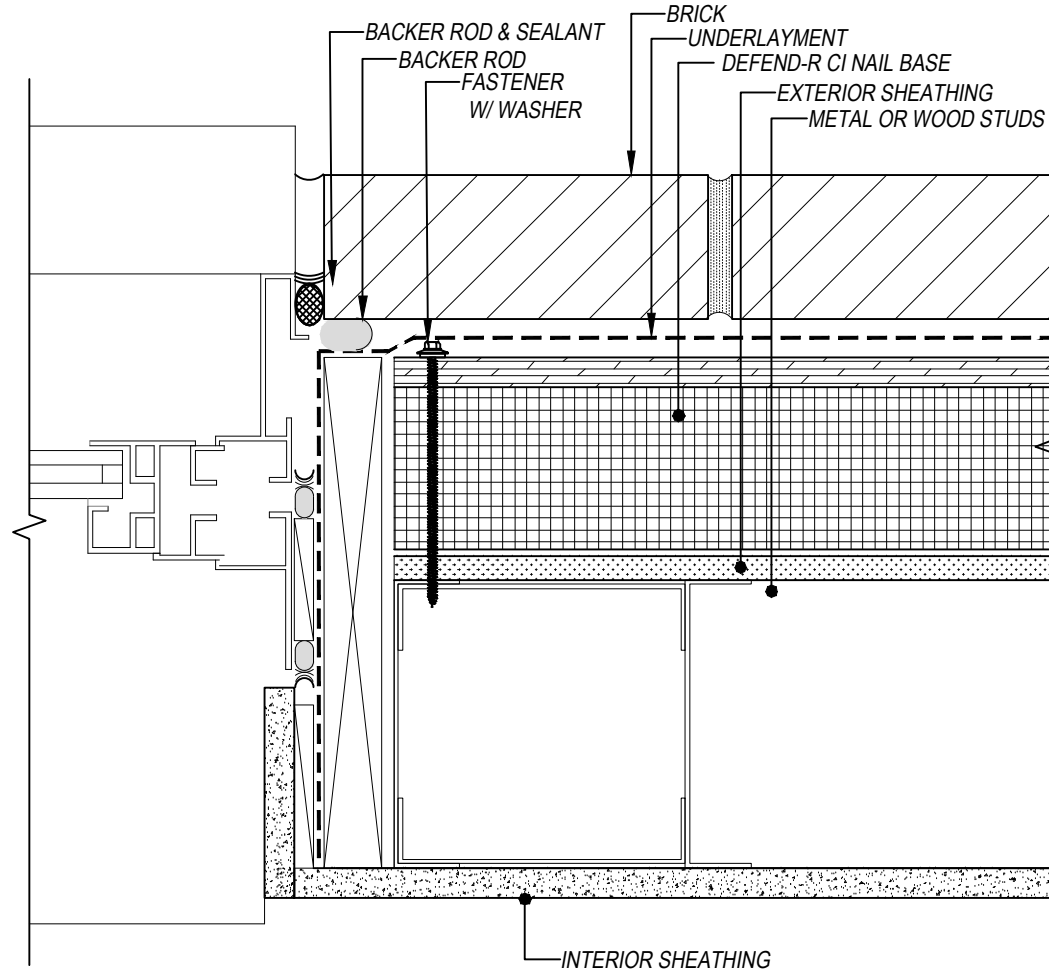 BRICK
BACKER ROD & SEALANT
UNDERLAYMENT
BACKER ROD
DEFEND-R CI NAIL BASE
FASTENER
W/ WASHER
EXTERIOR SHEATHING
METAL OR WOOD STUDS
INTERIOR SHEATHING